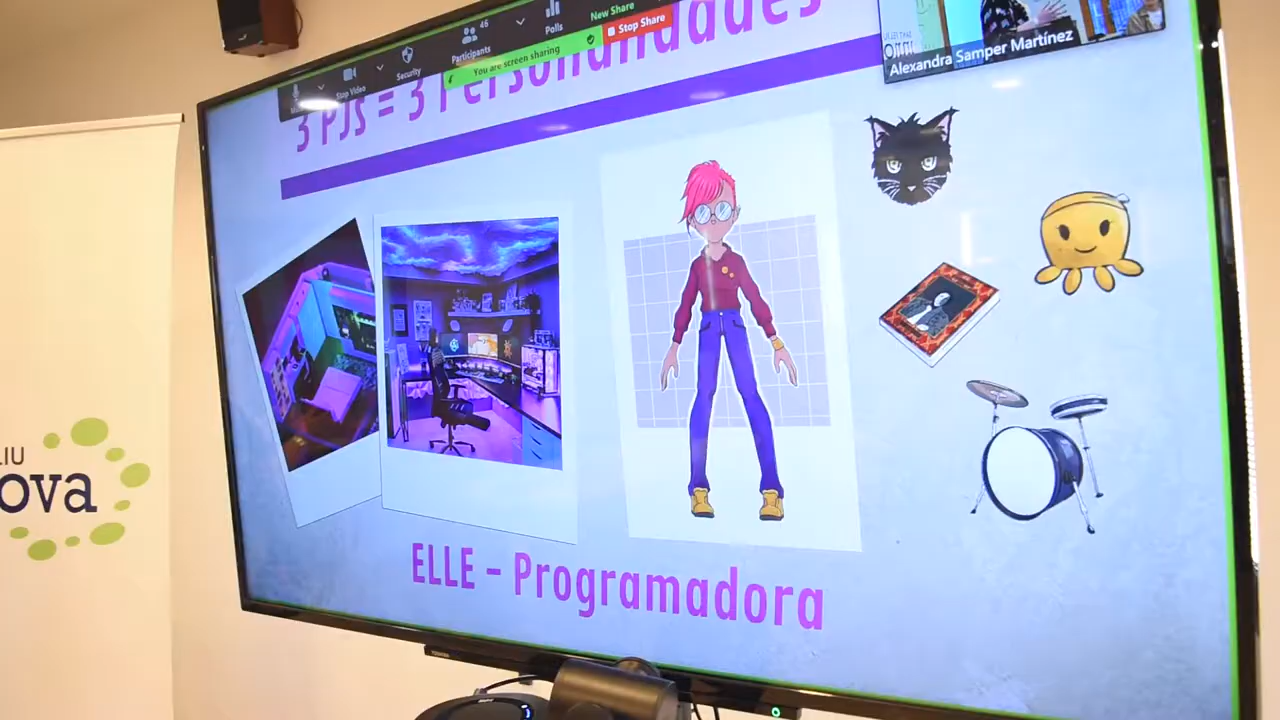 Participants
46
Polls
New Share
Stop Share
Security
Stop Video
You are screen sharing
Alexandra Samper Martínez
3 PJs = 3 Personalidades
ELLE - Programadora
LIU
ova